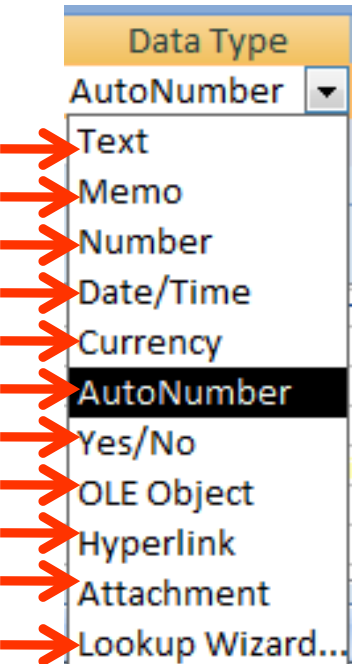 Data Type
AutoNumber
Text
Memo
Number
Date/Time
Currency
AutoNumber
Yes/No
OLE Object
Hyperlink
Attachment
Lookup Wizard...